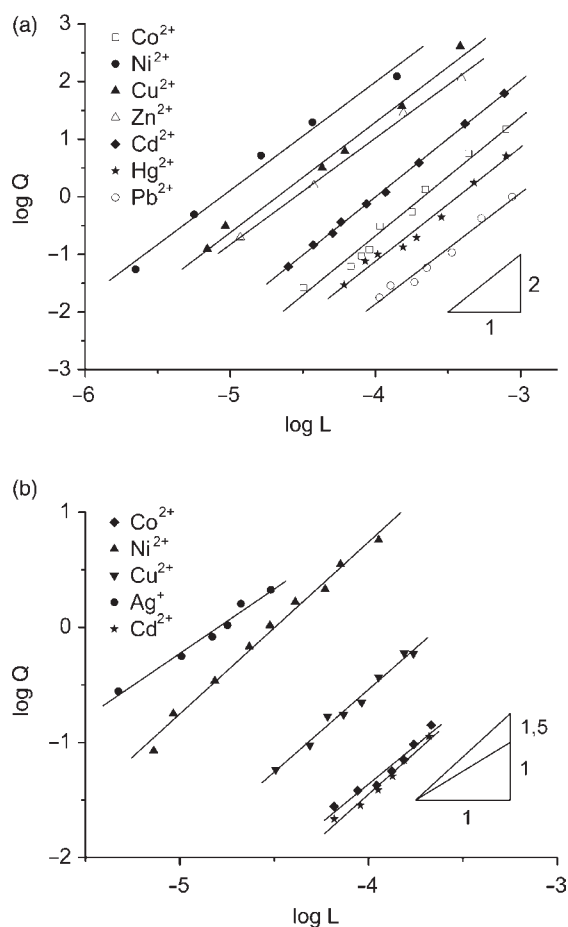 (a)
3
2
1
0
−1
−2
−3
log Q
Co2+
Ni2+
Cu2+
Zn2+
Cd2+
Hg2+
Pb2+
2
1
−6 −5 −4 −3
log L
(b)
1
0
−1
−2
log Q
Co2+
Ni2+
Cu2+
Ag+
Cd2+
1,5
1
1
−5 −4 −3
log L